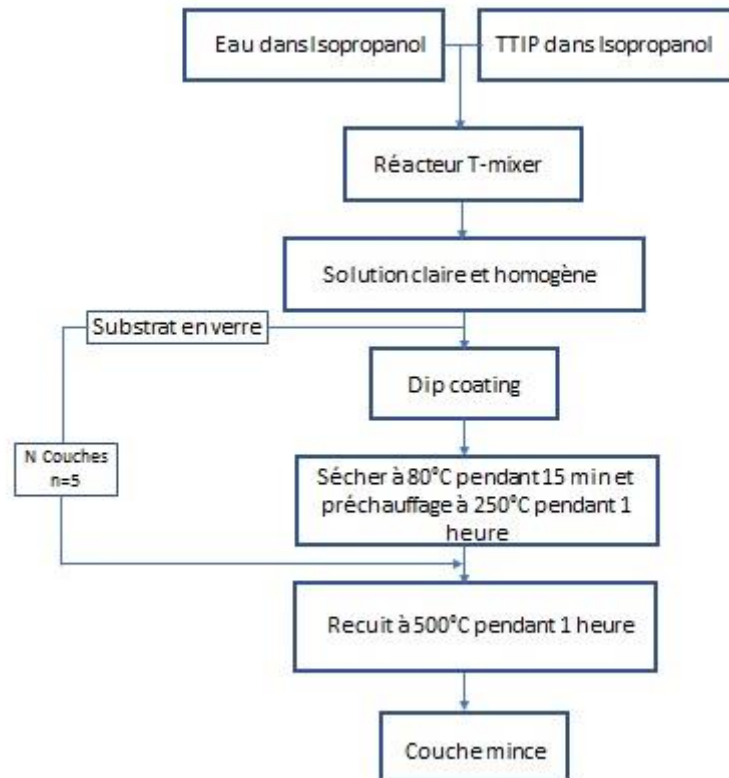 Eau dans Isopropanol
TTIP dans Isopropanol
Réacteur T-mixer
Solution claire et homogène
Substrat en verre
Dip coating
N Couches
n=5
Sécher à 80°C pendant 15 min et
préchauffage à 250°C pendant 1
heure
Recuit à 500°C pendant 1 heure
Couche mince